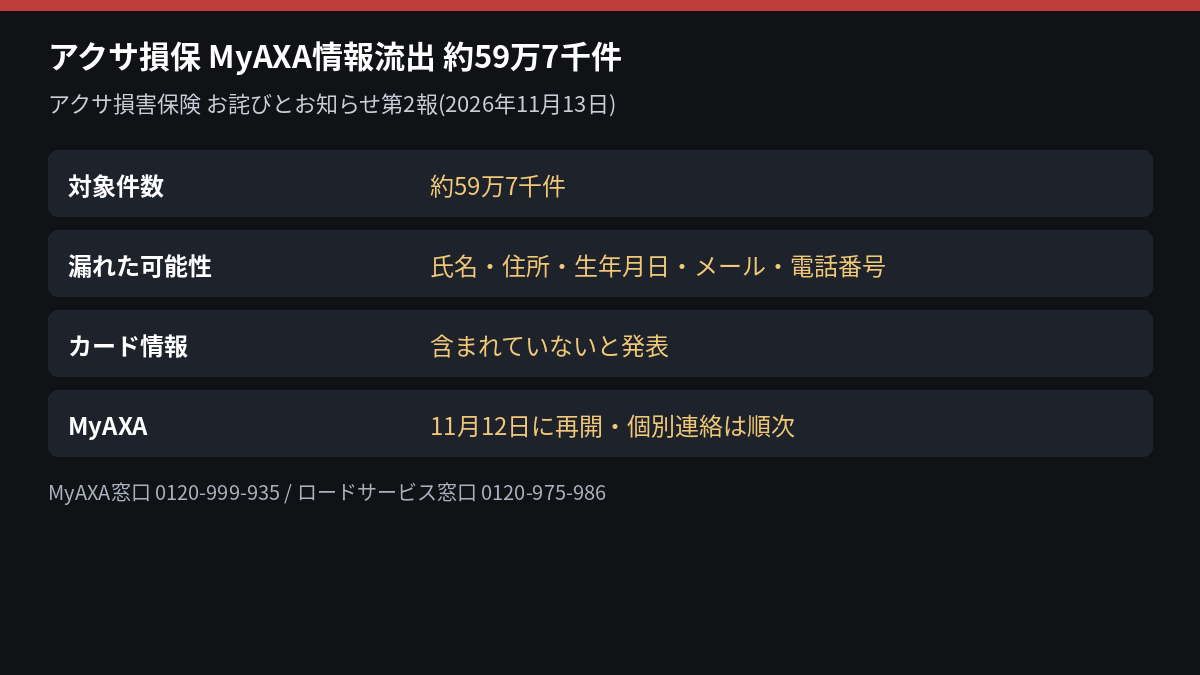 アクサ損保 MyAXA情報流出 約59万7千件
アクサ損害保険 お詫びとお知らせ第2報(2026年11月13日)
対象件数 約59万7千件
漏れた可能性 氏名・住所・生年月日・メール・電話番号
カード情報 含まれていないと発表
MyAXA 11月12日に再開・個別連絡は順次
MyAXA窓口 0120-999-935 / ロードサービス窓口 0120-975-986